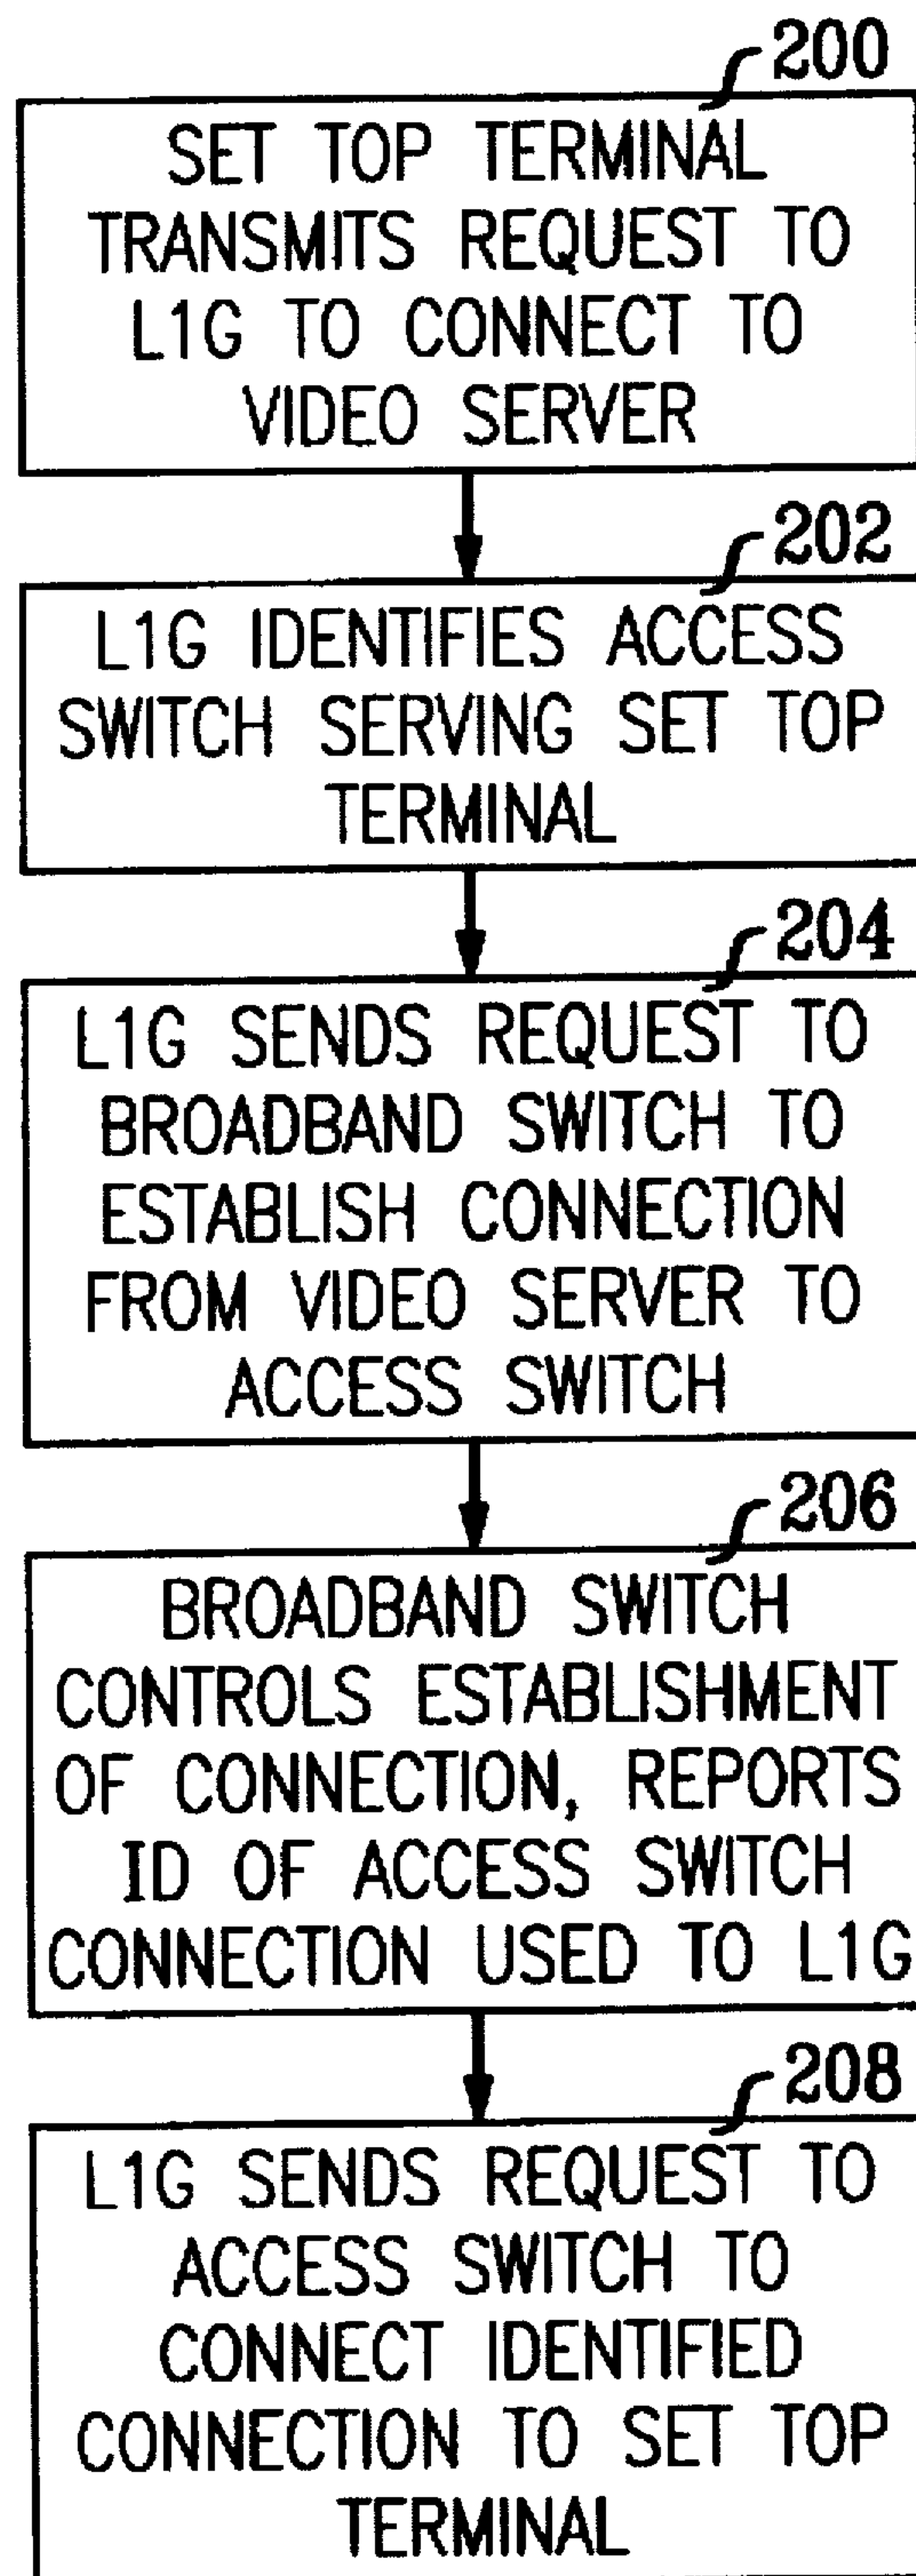 200
SET TOP TERMINAL
TRANSMITS REQUEST TO
L1G TO CONNECT TO
VIDEO SERVER
202
L1G IDENTIFIES ACCESS
SWITCH SERVING SET TOP
TERMINAL
204
L1G SENDS REQUEST TO
BROADBAND SWITCH TO
ESTABLISH CONNECTION
FROM VIDEO SERVER TO
ACCESS SWITCH
206
BROADBAND SWITCH
CONTROLS ESTABLISHMENT
OF CONNECTION, REPORTS
ID OF ACCESS SWITCH
CONNECTION USED TO L1G
208
L1G SENDS REQUEST TO
ACCESS SWITCH TO
CONNECT IDENTIFIED
CONNECTION TO SET TOP
TERMINAL